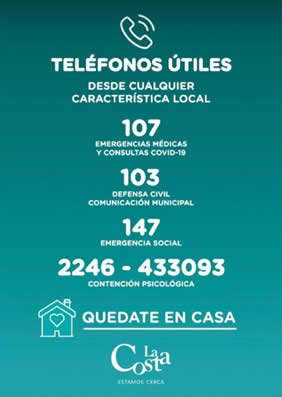 TELÉFONOS ÚTILES
DESDE CUALQUIER
CARACTERÍSTICA LOCAL
107
EMERGENCIAS MÉDICAS
Y CONSULTAS COVID-19
103
DEFENSA CIVIL
COMUNICACIÓN MUNICIPAL
147
EMERGENCIA SOCIAL
2246 - 433093
CONTENCIÓN PSICOLÓGICA
QUEDATE EN CASA
La
Costa
ESTAMOS CERCA